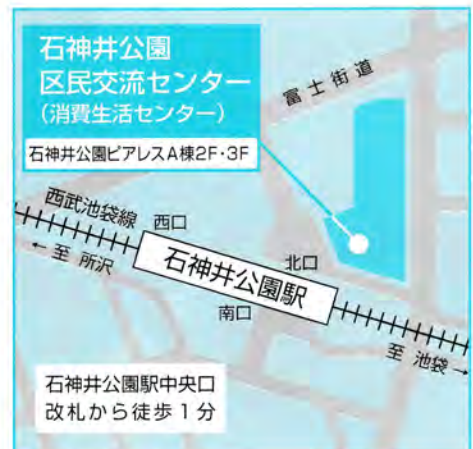 石神井公園
区民交流センター
(消費生活センター)
石神井公園ピアレスA棟2F・3F
富士街道
西武池袋線
西口
← 至 所沢
石神井公園駅
北口
南口
至 池袋 →
石神井公園駅中央口
改札から徒歩1分